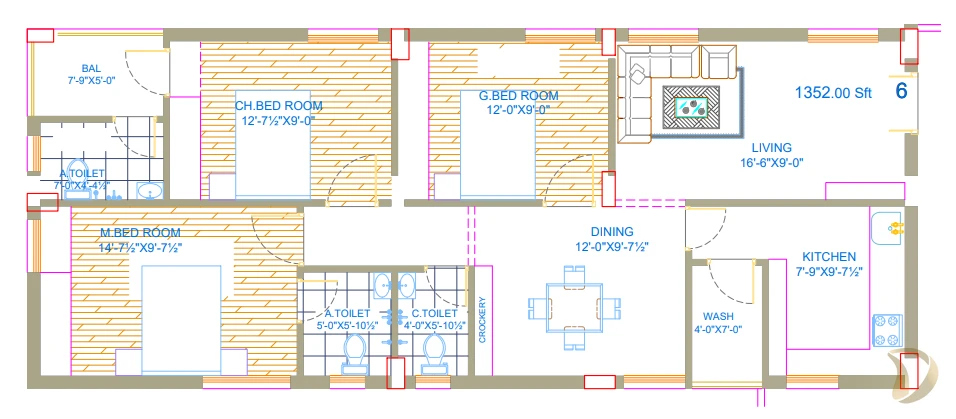 BAL
7'-9"X5'-0"
CH.BED ROOM
12'-7½"X9'-0"
G.BED ROOM
12'-0"X9'-0"
1352.00 Sft
6
LIVING
16'-6"X9'-0"
A.TOILET
7'-0"X4'-4½"
M.BED ROOM
14'-7½"X9'-7½"
DINING
12'-0"X9'-7½"
KITCHEN
7'-9"X9'-7½"
A.TOILET
5'-0"X5'-10½"
C.TOILET
4'-0"X5'-10½"
CROCKERY
WASH
4'-0"X7'-0"